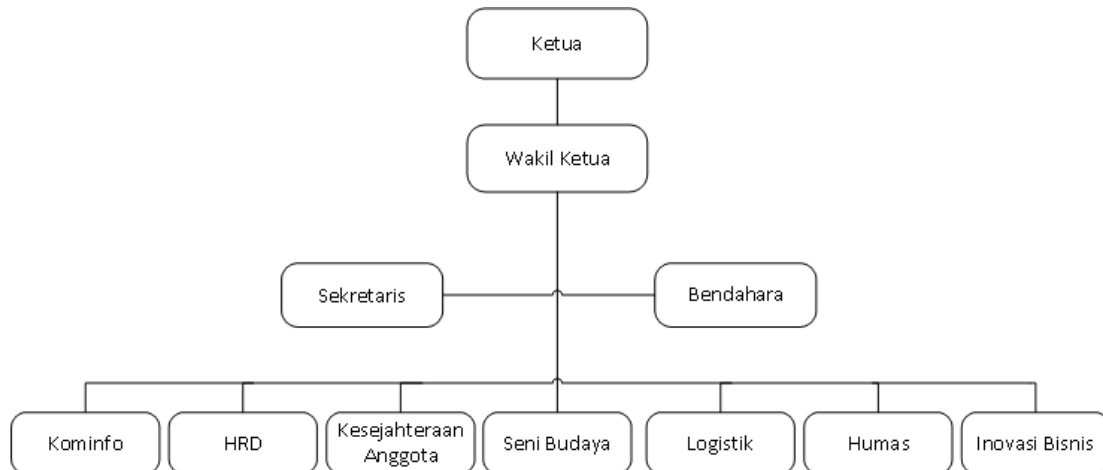 Ketua
Wakil Ketua
Sekretaris
Bendahara
Kominfo
HRD
Kesejahteraan
Anggota
Seni Budaya
Logistik
Humas
Inovasi Bisnis